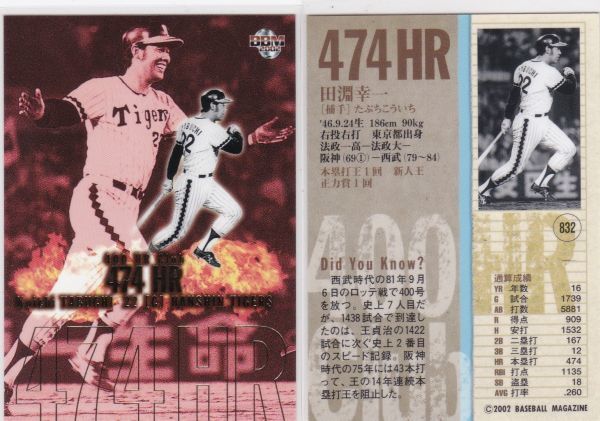 BBM
2002
Tigers
22
400 HR Club
474 HR
Koichi TABUCHI - 22 [C] HANSHIN TIGERS
474HR
474HR
田淵幸一
[捕手] たぶちこういち
'46.9.24生 186cm 90kg
右投右打 東京都出身
法政一高―法政大―
阪神(69①)―西武(79~84)
本塁打王1回 新人王
正力賞1回
400 HR
Club
Did You Know?
西武時代の81年9月
6日のロッテ戦で400号
を放つ。史上7人目だ
が、1438試合で到達し
たのは、王貞治の1422
試合に次ぐ史上2番目
のスピード記録。阪神
時代の75年には43本打
って、王の14年連続本
塁打王を阻止した。
832
通算成績
YR 年数 16
G 試合 1739
AB 打数 5881
R 得点 909
H 安打 1532
2B 二塁打 167
3B 三塁打 12
HR 本塁打 474
RBI 打点 1135
SB 盗塁 18
AVG 打率 .260
©2002 BASEBALL MAGAZINE